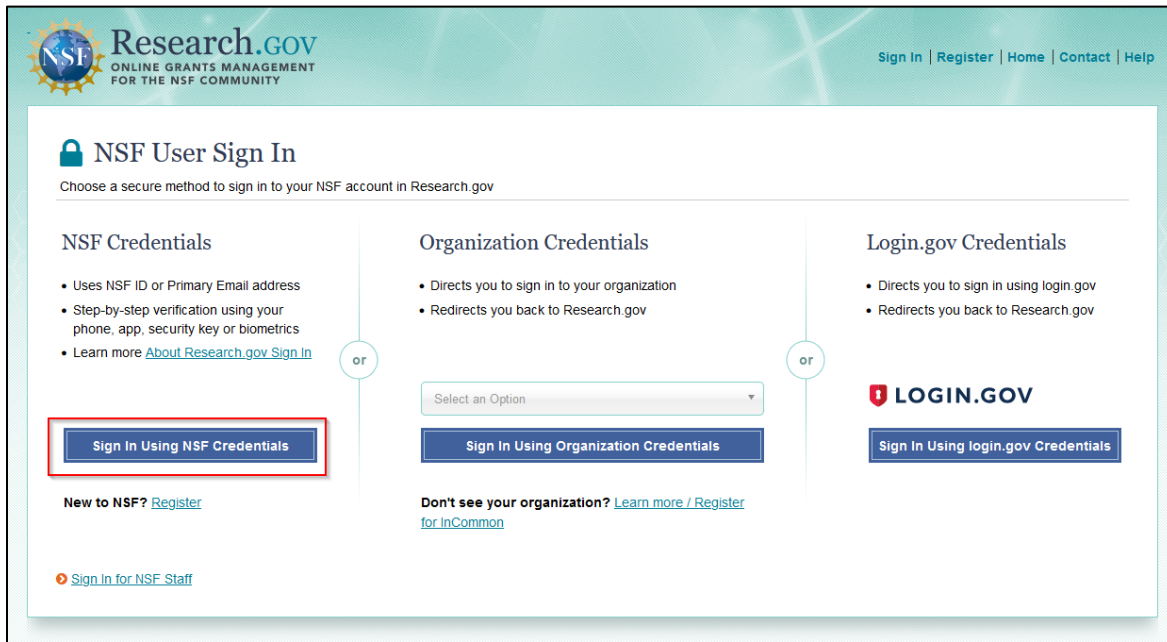 NSF
Research.GOV
ONLINE GRANTS MANAGEMENT
FOR THE NSF COMMUNITY
Sign In | Register | Home | Contact | Help
NSF User Sign In
Choose a secure method to sign in to your NSF account in Research.gov
NSF Credentials
• Uses NSF ID or Primary Email address
• Step-by-step verification using your
phone, app, security key or biometrics
• Learn more About Research.gov Sign In
Sign In Using NSF Credentials
New to NSF? Register
or
Organization Credentials
• Directs you to sign in to your organization
• Redirects you back to Research.gov
Select an Option
Sign In Using Organization Credentials
Don't see your organization? Learn more / Register
for InCommon
or
Login.gov Credentials
• Directs you to sign in using login.gov
• Redirects you back to Research.gov
LOGIN.GOV
Sign In Using login.gov Credentials
Sign In for NSF Staff